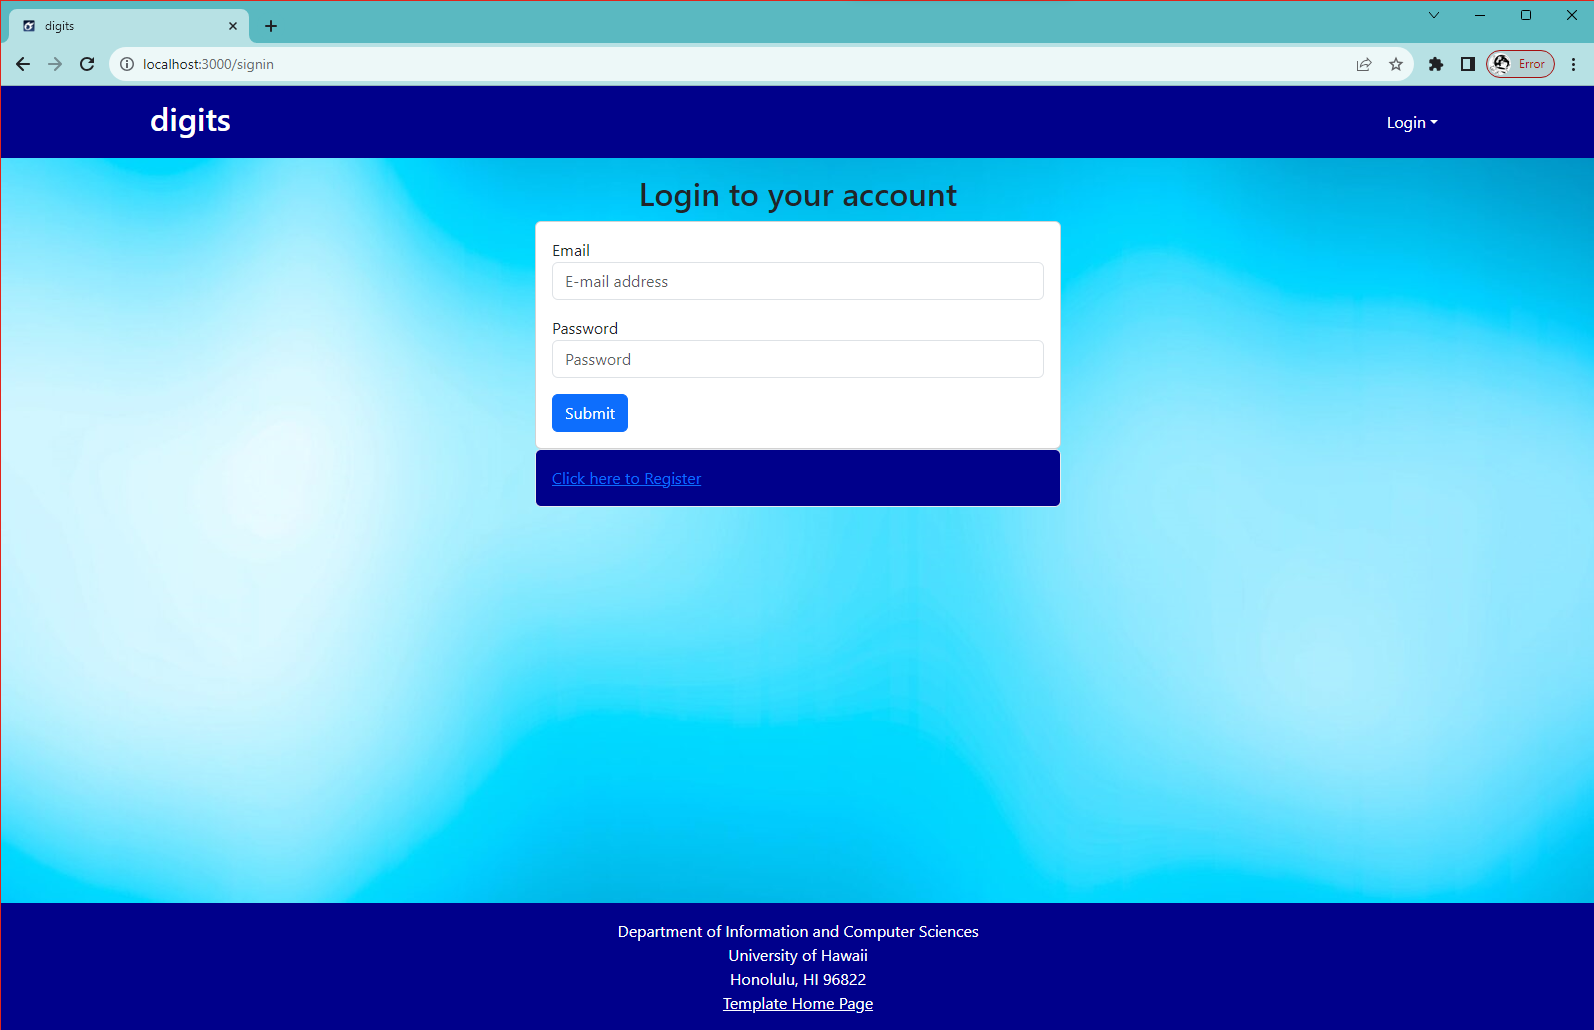 digits
localhost:3000/signin
Error
digits
Login
Login to your account
Email
E-mail address
Password
Password
Submit
Click here to Register
Department of Information and Computer Sciences
University of Hawaii
Honolulu, HI 96822
Template Home Page